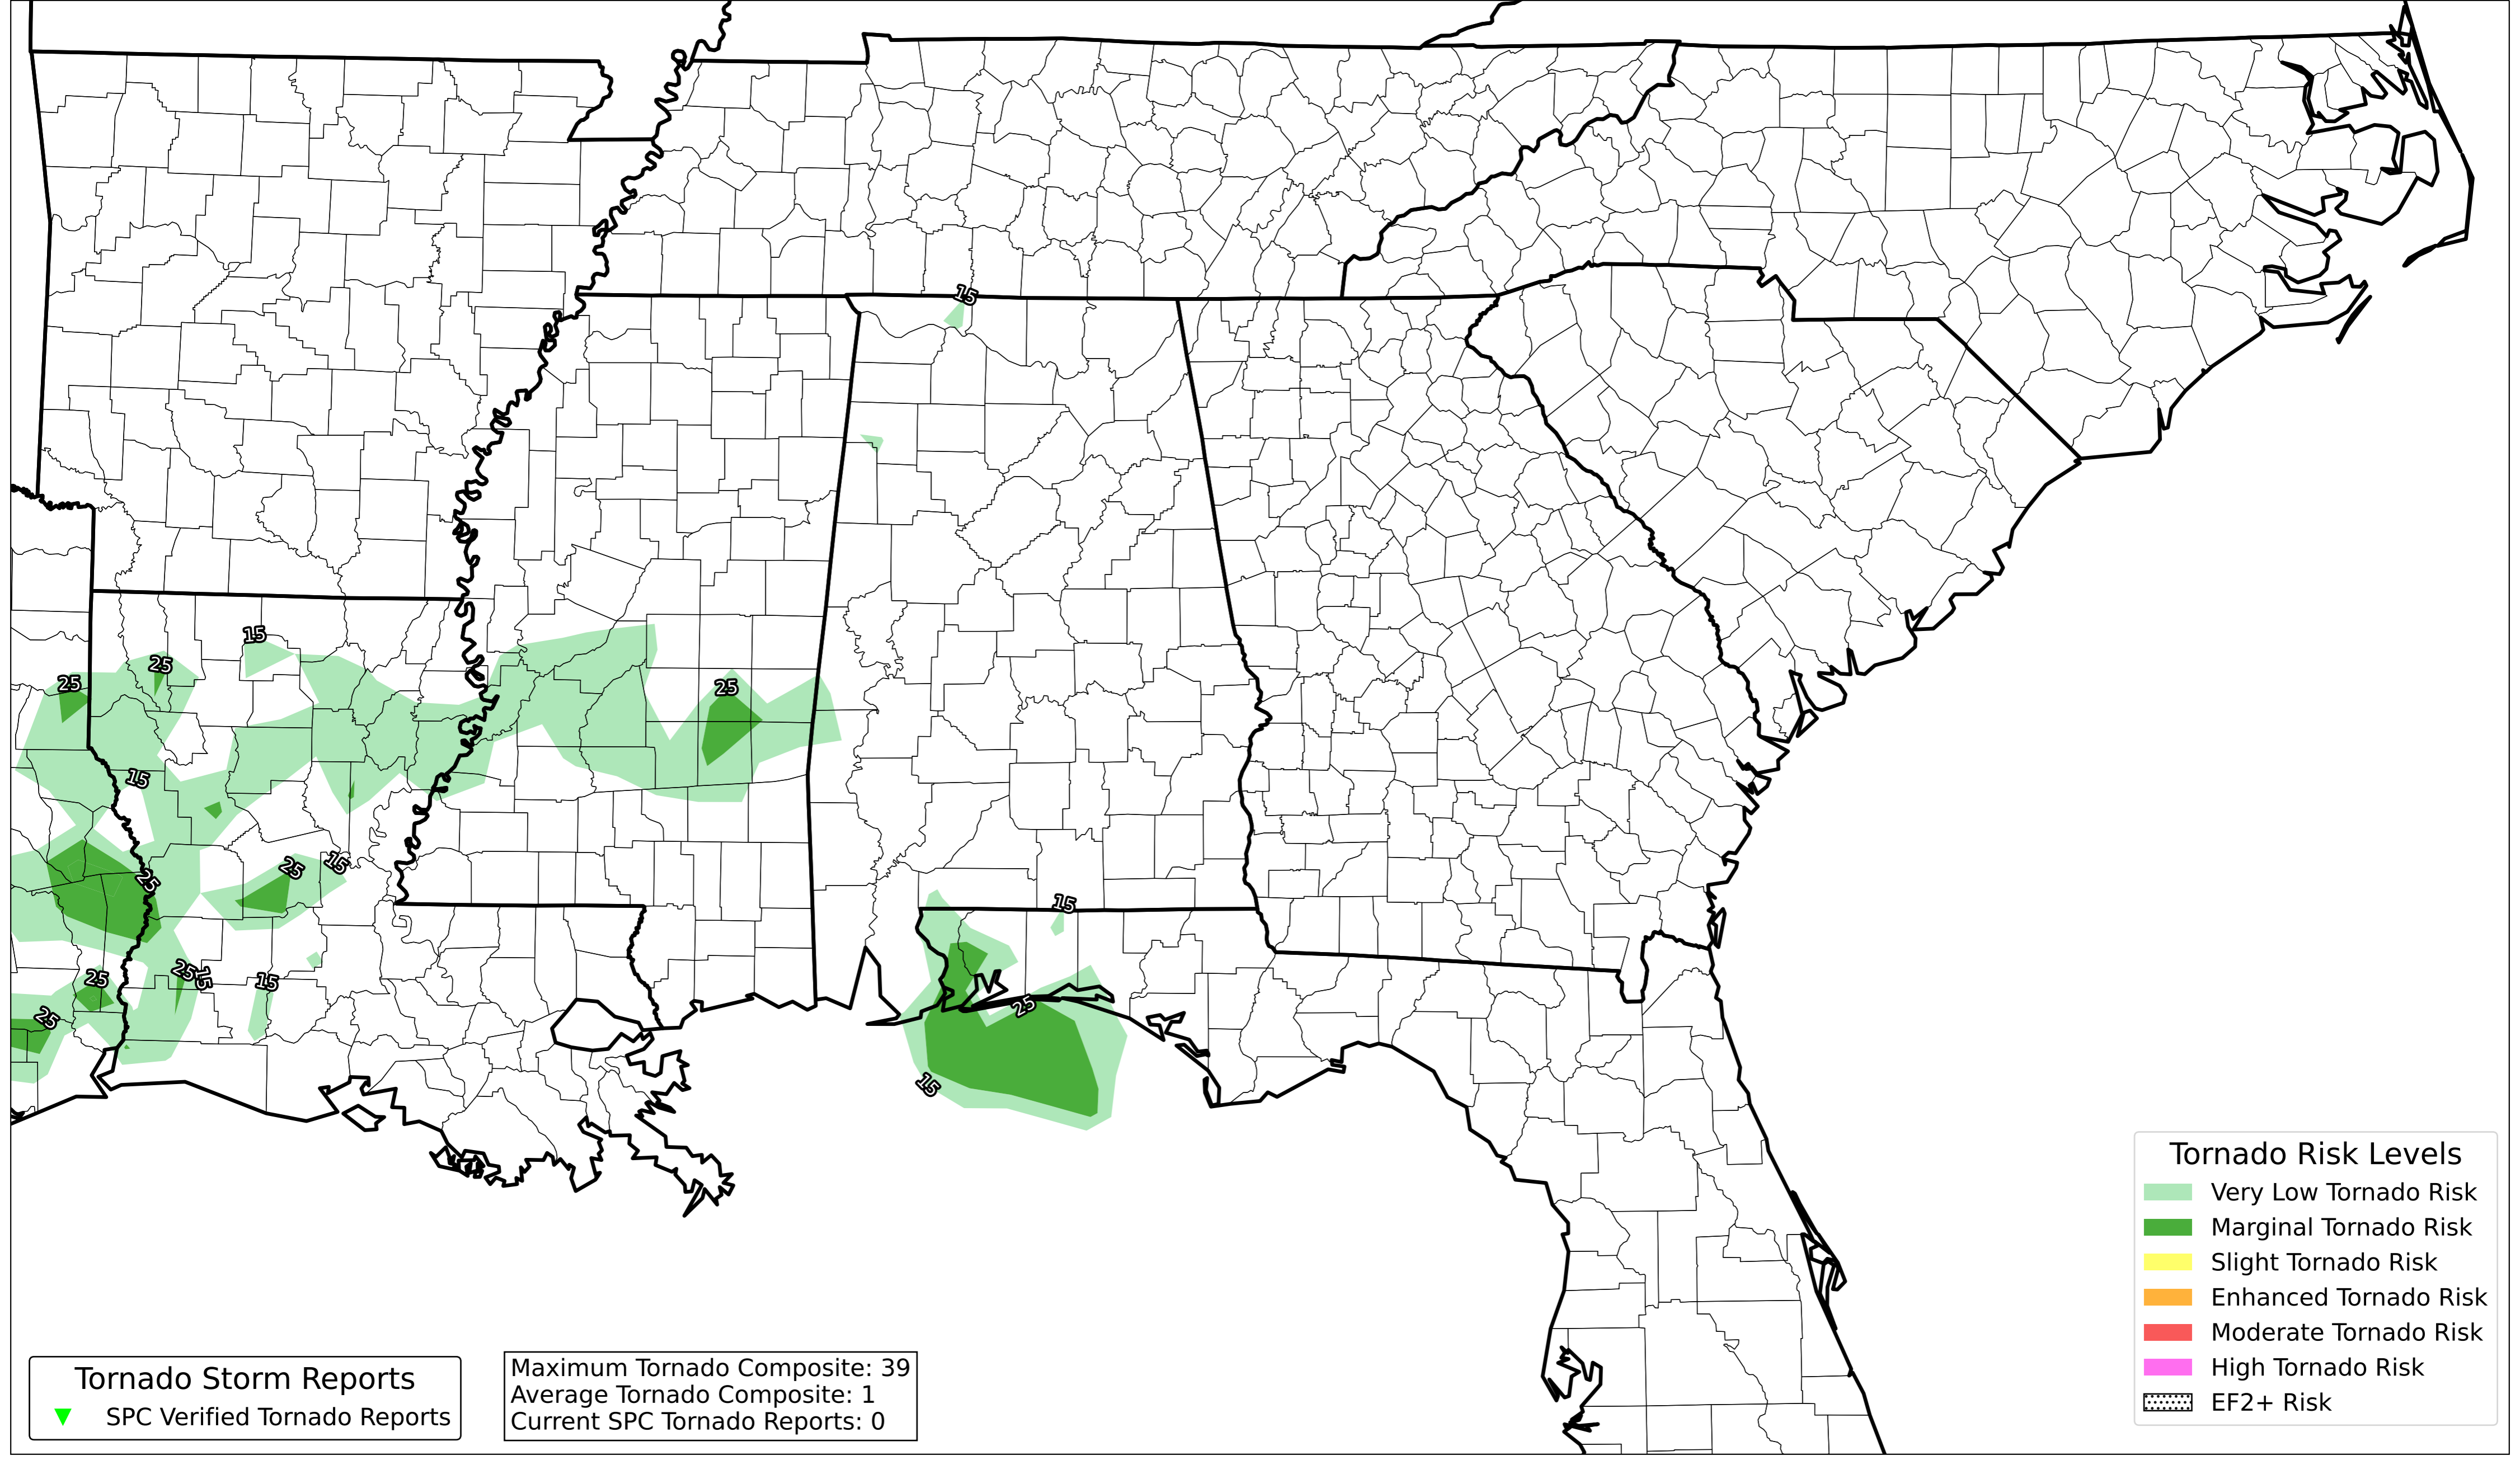 15
15
25
25
25
15
25
25
15
15
25
15
15
25
25
25
15
15
Tornado Risk Levels
Very Low Tornado Risk
Marginal Tornado Risk
Slight Tornado Risk
Enhanced Tornado Risk
Moderate Tornado Risk
High Tornado Risk
EF2+ Risk
Tornado Storm Reports
SPC Verified Tornado Reports
Maximum Tornado Composite: 39
Average Tornado Composite: 1
Current SPC Tornado Reports: 0